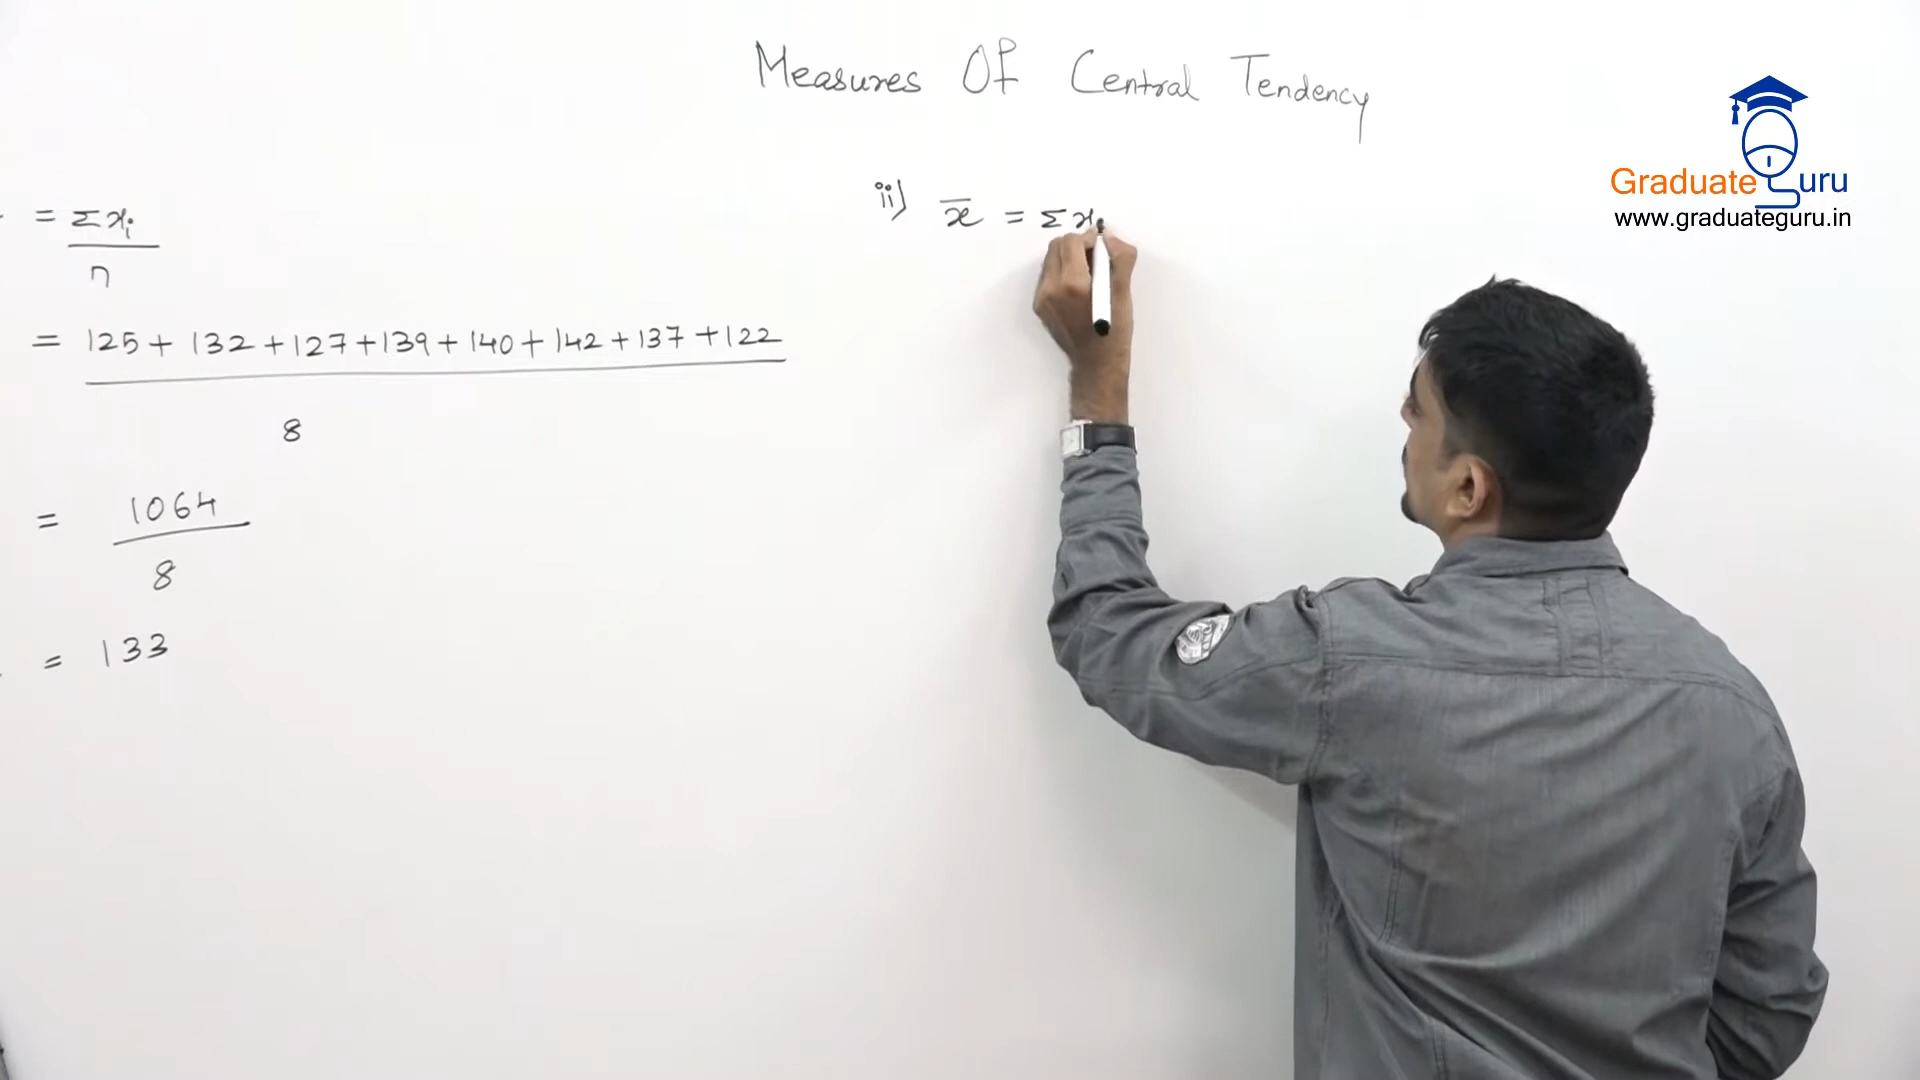 Measures Of Central Tendency
Graduate Guru
www.graduateguru.in
= Σxi
n
= 125 + 132 + 127 + 139 + 140 + 142 + 137 + 122
8
= 1064
8
= 133
ii) x̄ = Σxi